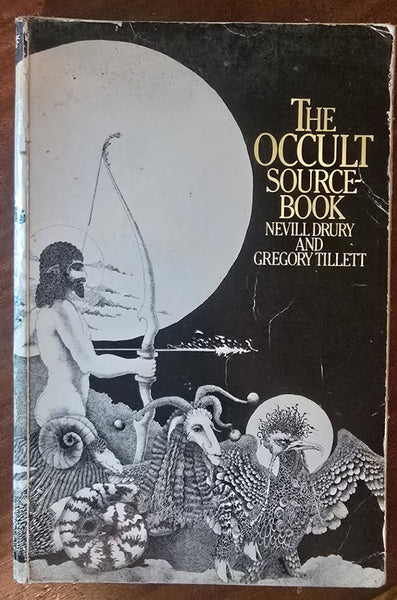 THE
OCCULT
SOURCE-
BOOK
NEVILL DRURY
AND
GREGORY TILLETT